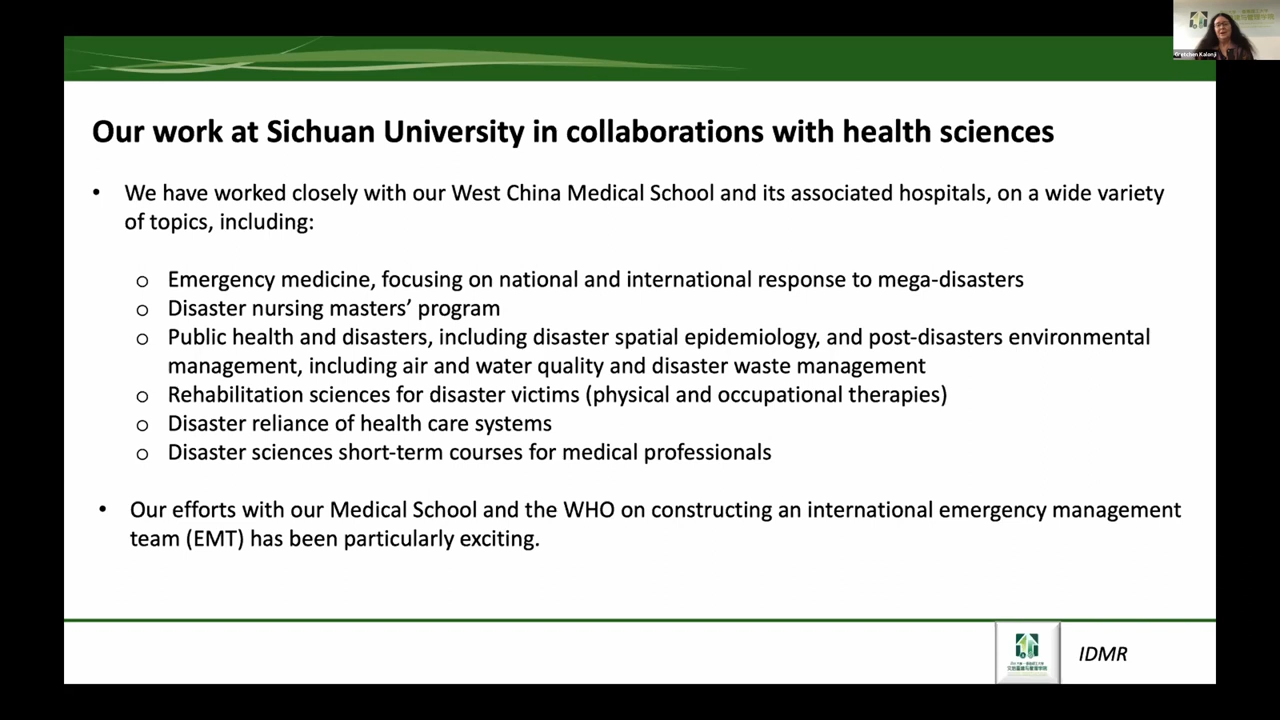 Gretchen Kalonji
Our work at Sichuan University in collaborations with health sciences
• We have worked closely with our West China Medical School and its associated hospitals, on a wide variety
of topics, including:
o Emergency medicine, focusing on national and international response to mega-disasters
o Disaster nursing masters’ program
o Public health and disasters, including disaster spatial epidemiology, and post-disasters environmental
management, including air and water quality and disaster waste management
o Rehabilitation sciences for disaster victims (physical and occupational therapies)
o Disaster reliance of health care systems
o Disaster sciences short-term courses for medical professionals
• Our efforts with our Medical School and the WHO on constructing an international emergency management
team (EMT) has been particularly exciting.
IDMR